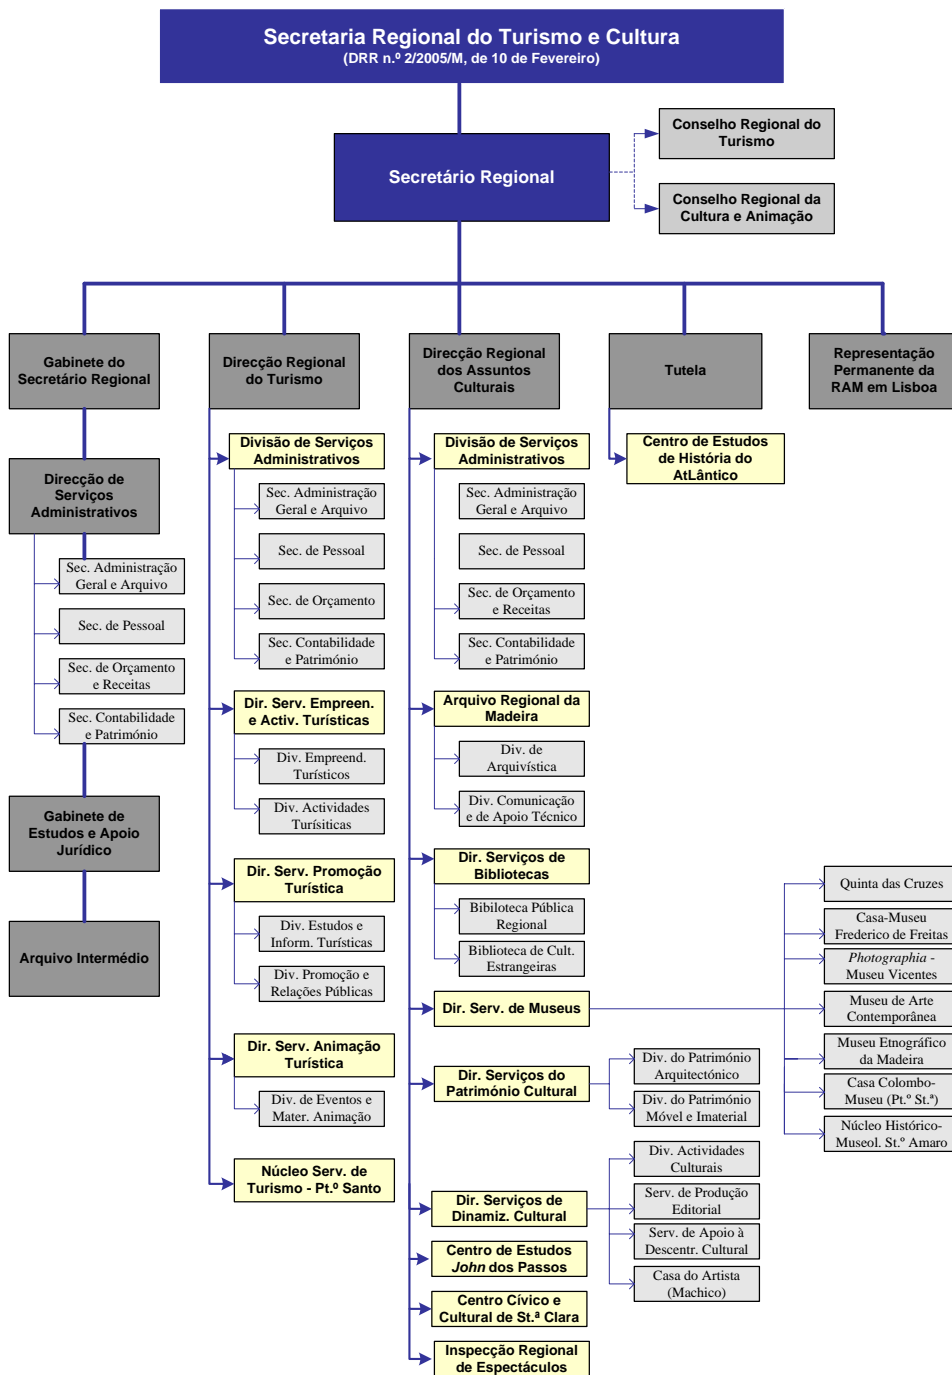 Secretaria Regional do Turismo e Cultura
(DRR n.º 2/2005/M, de 10 de Fevereiro)
Secretário Regional
Conselho Regional do
Turismo
Conselho Regional da
Cultura e Animação
Gabinete do
Secretário Regional
Direcção de
Serviços
Administrativos
Sec. Administração
Geral e Arquivo
Sec. de Pessoal
Sec. de Orçamento
e Receitas
Sec. Contabilidade
e Património
Gabinete de
Estudos e Apoio
Jurídico
Arquivo Intermédio
Direcção Regional
do Turismo
Divisão de Serviços
Administrativos
Sec. Administração
Geral e Arquivo
Sec. de Pessoal
Sec. de Orçamento
Sec. Contabilidade
e Património
Dir. Serv. Empreen.
e Activ. Turísticas
Div. Empreend.
Turísticos
Div. Actividades
Turísiticas
Dir. Serv. Promoção
Turística
Div. Estudos e
Inform. Turísticas
Div. Promoção e
Relações Públicas
Dir. Serv. Animação
Turística
Div. de Eventos e
Mater. Animação
Núcleo Serv. de
Turismo - Pt.º Santo
Direcção Regional
dos Assuntos
Culturais
Divisão de Serviços
Administrativos
Sec. Administração
Geral e Arquivo
Sec. de Pessoal
Sec. de Orçamento
e Receitas
Sec. Contabilidade
e Património
Arquivo Regional da
Madeira
Div. de
Arquivística
Div. Comunicação
e de Apoio Técnico
Dir. Serviços de
Bibliotecas
Bibiloteca Pública
Regional
Biblioteca de Cult.
Estrangeiras
Dir. Serv. de Museus
Quinta das Cruzes
Casa-Museu
Frederico de Freitas
Photographia -
Museu Vicentes
Museu de Arte
Contemporânea
Museu Etnográfico
da Madeira
Casa Colombo-
Museu (Pt.º St.ª)
Núcleo Histórico-
Museol. St.º Amaro
Dir. Serviços do
Património Cultural
Div. do Património
Arquitectónico
Div. do Património
Móvel e Imaterial
Dir. Serviços de
Dinamiz. Cultural
Div. Actividades
Culturais
Serv. de Produção
Editorial
Serv. de Apoio à
Descentr. Cultural
Casa do Artista
(Machico)
Centro de Estudos
John dos Passos
Centro Cívico e
Cultural de St.ª Clara
Inspecção Regional
de Espectáculos
Tutela
Centro de Estudos
de História do
AtLântico
Representação
Permanente da
RAM em Lisboa